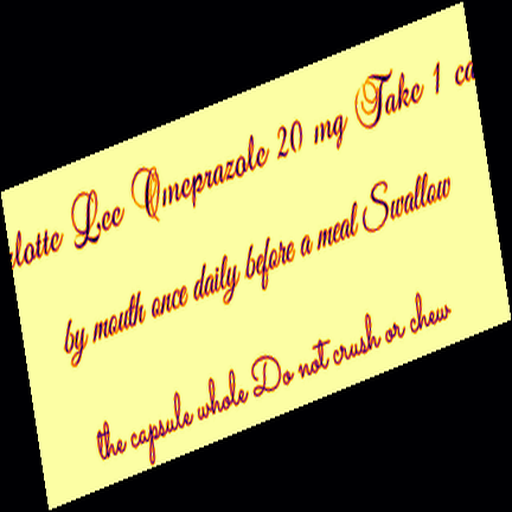 Lee Omeprazole 20 mg Take 1
by mouth once daily before a meal Swallow
the capsule whole Do not crush or chew